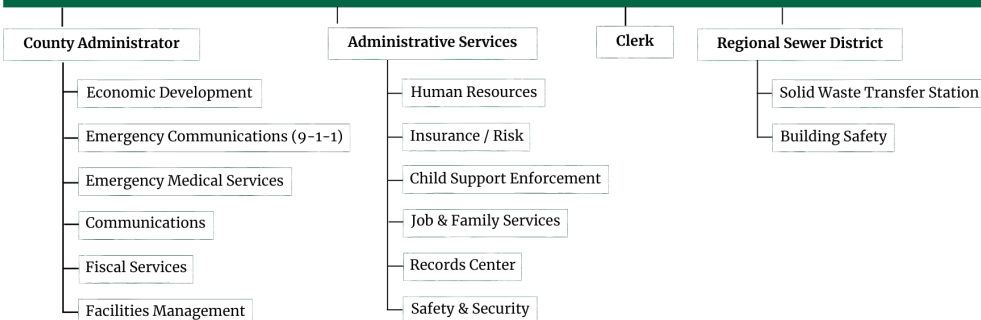 County Administrator
Economic Development
Emergency Communications (9-1-1)
Emergency Medical Services
Communications
Fiscal Services
Facilities Management
Administrative Services
Human Resources
Insurance / Risk
Child Support Enforcement
Job & Family Services
Records Center
Safety & Security
Clerk
Regional Sewer District
Solid Waste Transfer Station
Building Safety